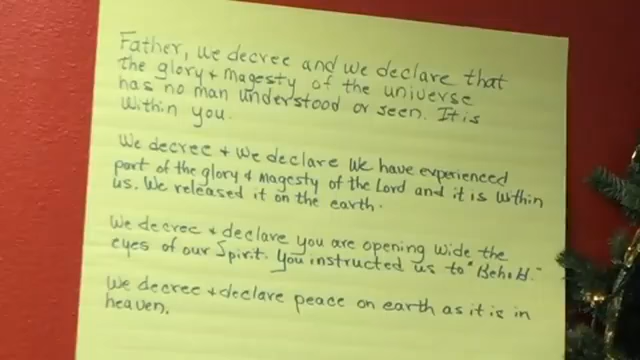 Father, we decree and we declare that
the glory + magesty of the universe
has no man understood or seen. It is
within you.
We decree + we declare we have experienced
part of the glory + magesty of the Lord and it is within
us. We released it on the earth.
We decree + declare you are opening wide the
eyes of our Spirit. You instructed us to "Behold."
We decree + declare peace on earth as it is in
heaven.